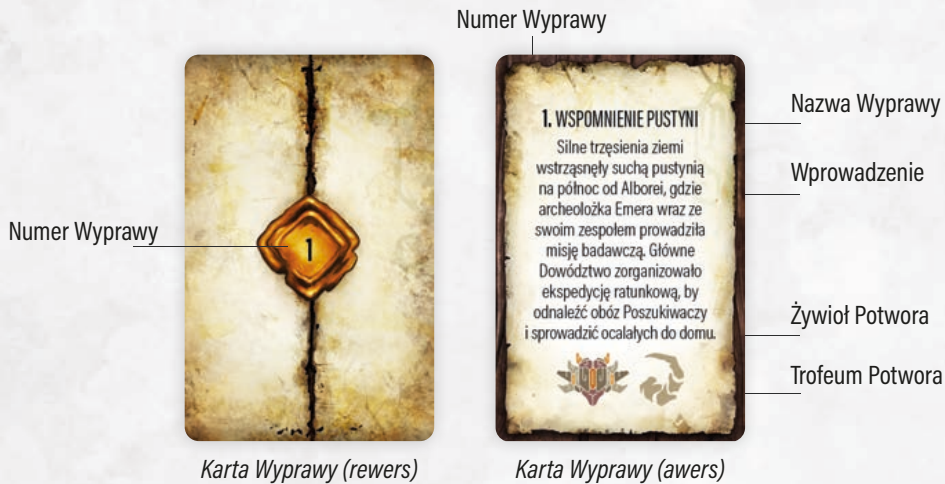 Numer Wyprawy
Nazwa Wyprawy
1. WSPOMNIENIE PUSTYNI
Silne trzęsienia ziemi
wstrząsnęły suchą pustynią
na północ od Alborei, gdzie
archeolożka Emera wraz ze
swoim zespołem prowadziła
misję badawczą. Główne
Dowództwo zorganizowało
ekspedycję ratunkową, by
odnaleźć obóz Poszukiwaczy
i sprowadzić ocalałych do domu.
Wprowadzenie
Numer Wyprawy
1
Żywioł Potwora
Trofeum Potwora
Karta Wyprawy (rewers)
Karta Wyprawy (awers)